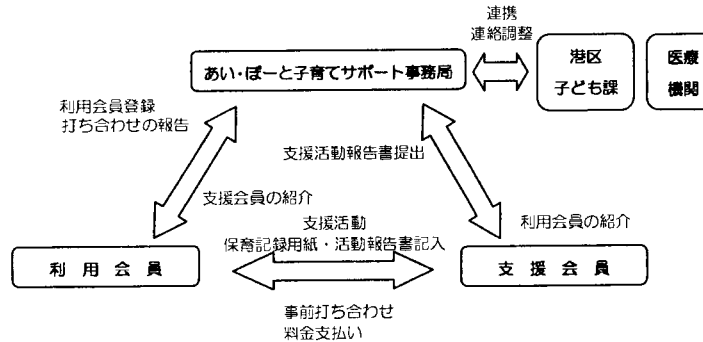 連携
連絡調整
あい・ぽーと子育てサポート事務局
港区
子ども課
医療
機関
利用会員登録
打ち合わせの報告
支援活動報告書提出
支援会員の紹介
利用会員の紹介
支援活動
保育記録用紙・活動報告書記入
利用会員
支援会員
事前打ち合わせ
料金支払い